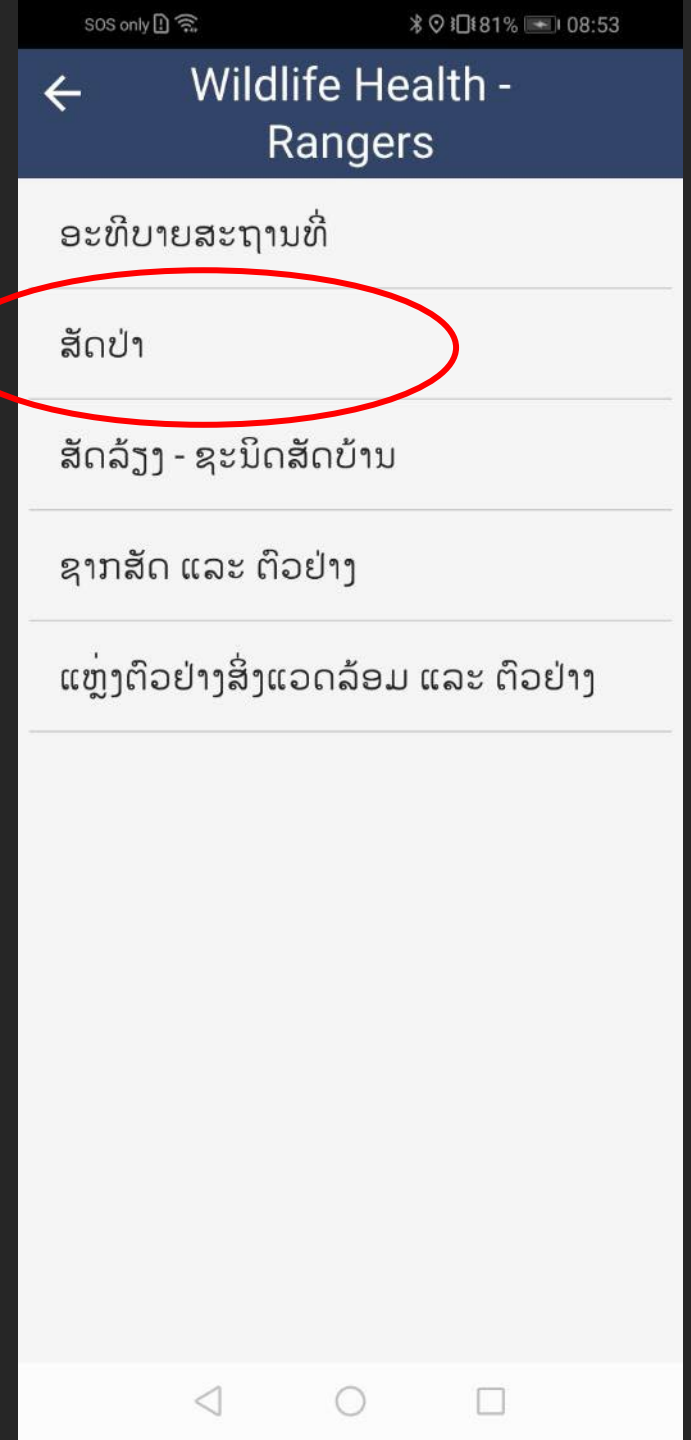 SOS only 81% 08:53
Wildlife Health -
Rangers
ອະທິບາຍສະຖານທີ່
ສັດປ່າ
ສັດລ້ຽງ - ຊະນິດສັດບ້ານ
ຊາກສັດ ແລະ ຕົວຢ່າງ
ແຫຼ່ງຕົວຢ່າງສິ່ງແວດລ້ອມ ແລະ ຕົວຢ່າງ